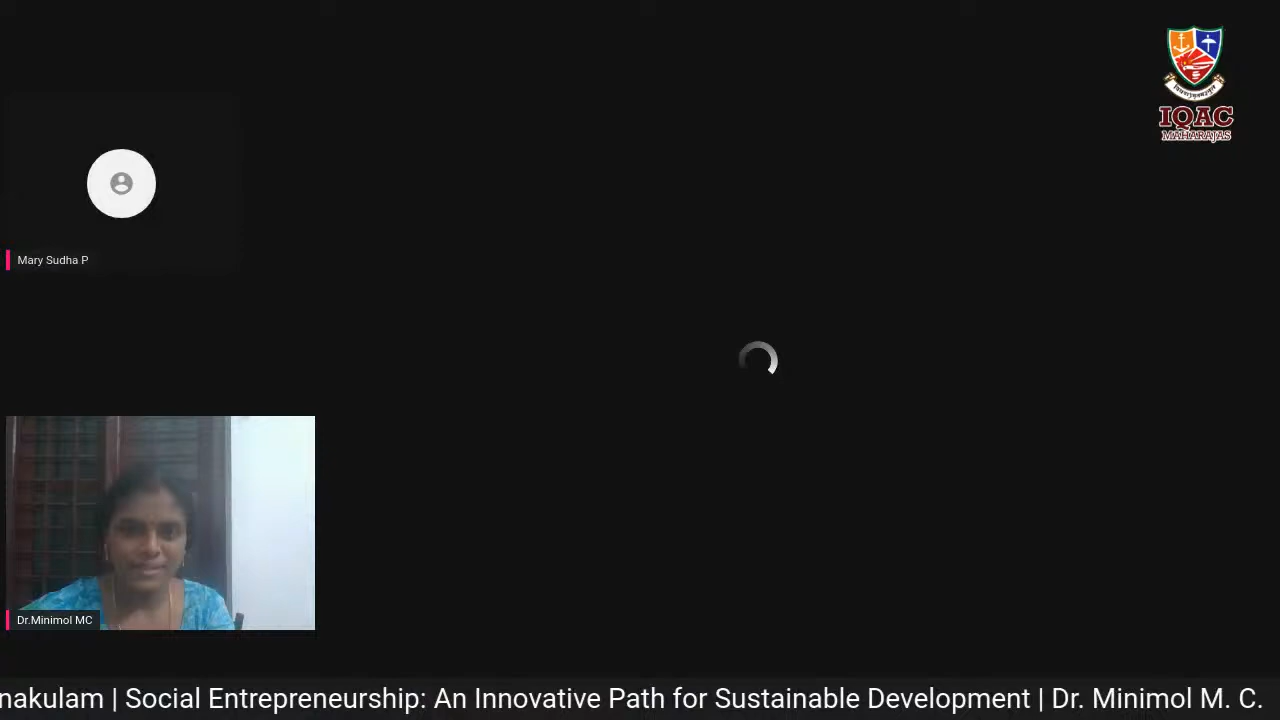 IQAC
MAHARAJAS
Mary Sudha P
Dr.Minimol MC
nakulam | Social Entrepreneurship: An Innovative Path for Sustainable Development | Dr. Minimol M. C.